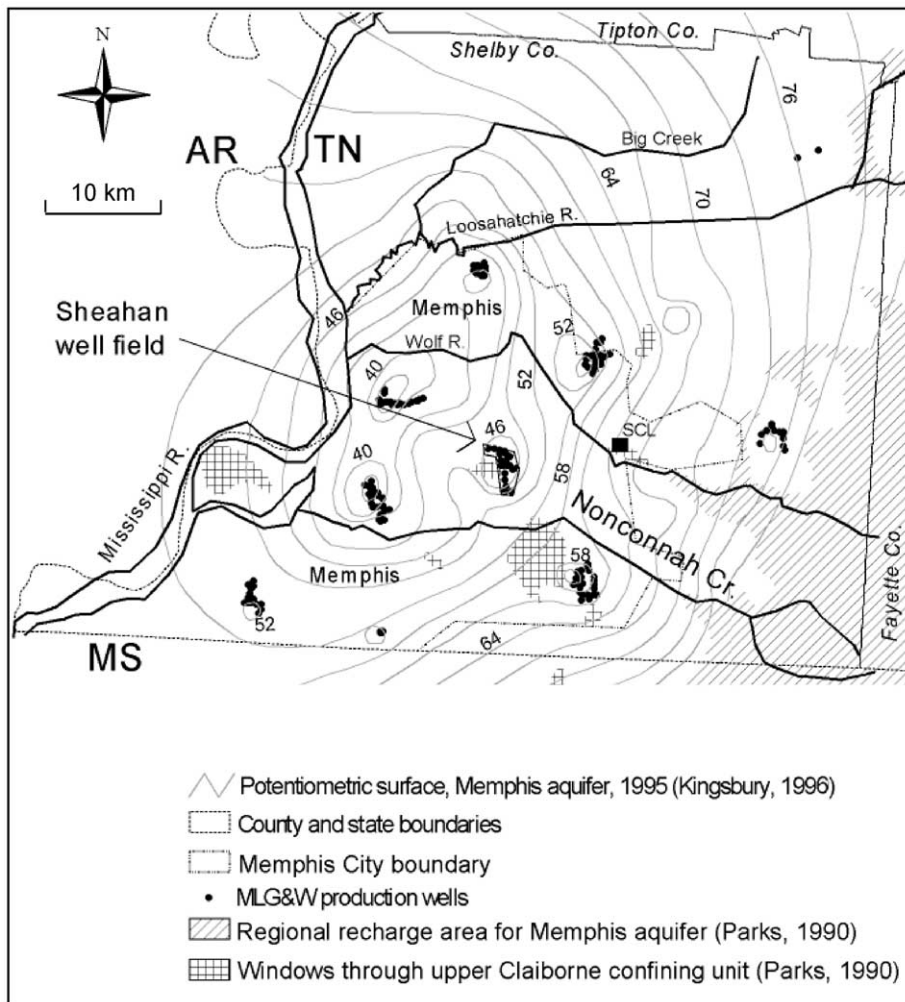 Tipton Co.
Shelby Co.
N
AR
TN
10 km
Big Creek
76
64
70
Loosahatchie R.
Sheahan
well field
46
Memphis
Wolf R.
52
40
52
46
SCL
40
58
Mississippi R.
Nonconnah Cr.
Memphis
58
52
64
MS
Fayette Co.
Potentiometric surface, Memphis aquifer, 1995 (Kingsbury, 1996)
County and state boundaries
Memphis City boundary
MLG&W production wells
Regional recharge area for Memphis aquifer (Parks, 1990)
Windows through upper Claiborne confining unit (Parks, 1990)